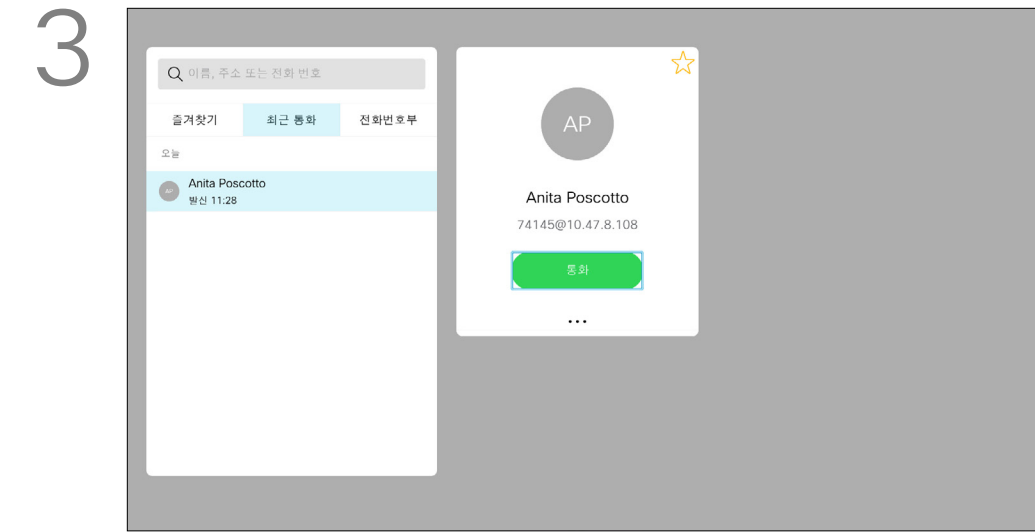 3
이름, 주소 또는 전화 번호
즐겨찾기 최근 통화 전화번호부
오늘
AP Anita Poscotto
발신 11:28
AP
Anita Poscotto
74145@10.47.8.108
통화
...